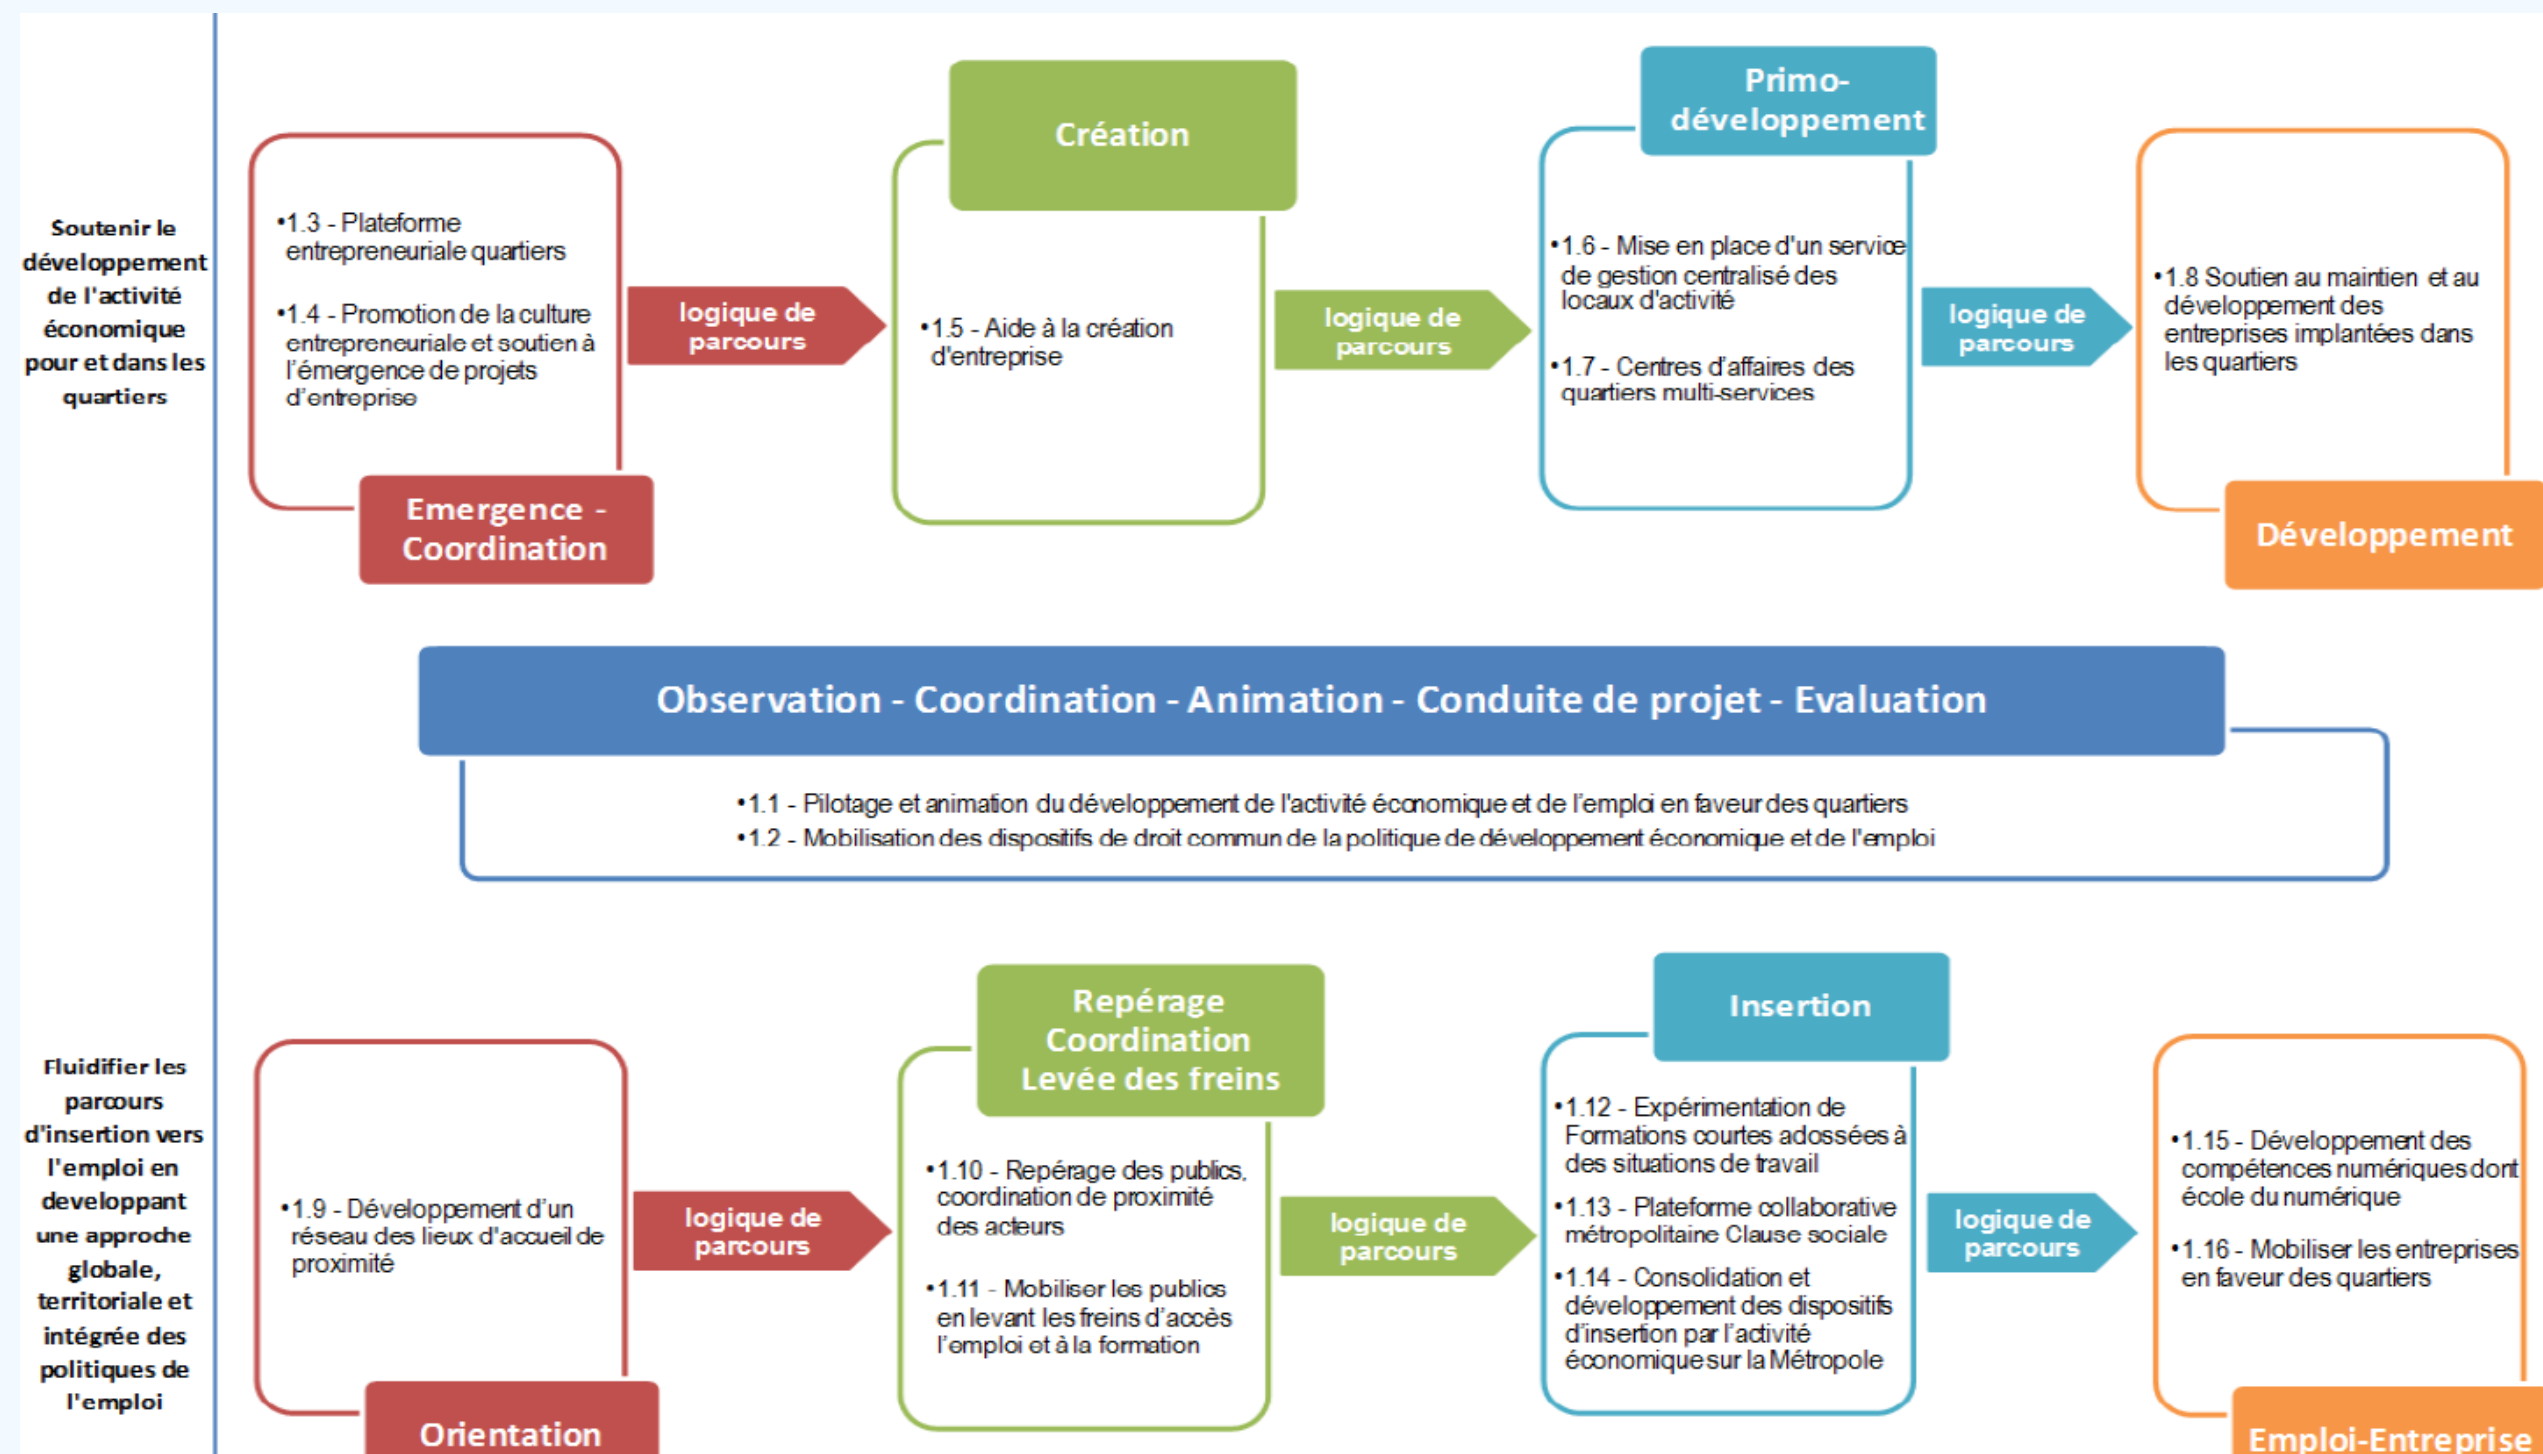 Soutenir le
développement
de l'activité
économique
pour et dans les
quartiers
•1.3 - Plateforme
entrepreneuriale quartiers
•1.4 - Promotion de la culture
entrepreneuriale et soutien à
l’émergence de projets
d’entreprise
Emergence -
Coordination
logique de
parcours
Création
•1.5 - Aide à la création
d'entreprise
logique de
parcours
Primo-
développement
•1.6 - Mise en place d'un service
de gestion centralisé des
locaux d'activité
•1.7 - Centres d’affaires des
quartiers multi-services
logique de
parcours
•1.8 Soutien au maintien et au
développement des
entreprises implantées dans
les quartiers
Développement
Observation - Coordination - Animation - Conduite de projet - Evaluation
•1.1 - Pilotage et animation du développement de l'activité économique et de l’emploi en faveur des quartiers
•1.2 - Mobilisation des dispositifs de droit commun de la politique de développement économique et de l'emploi
Fluidifier les
parcours
d'insertion vers
l'emploi en
developpant
une approche
globale,
territoriale et
intégrée des
politiques de
l'emploi
•1.9 - Développement d’un
réseau des lieux d'accueil de
proximité
Orientation
logique de
parcours
Repérage
Coordination
Levée des freins
•1.10 - Repérage des publics,
coordination de proximité
des acteurs
•1.11 - Mobiliser les publics
en levant les freins d’accès
l’emploi et à la formation
logique de
parcours
Insertion
•1.12 - Expérimentation de
Formations courtes adossées à
des situations de travail
•1.13 - Plateforme collaborative
métropolitaine Clause sociale
•1.14 - Consolidation et
développement des dispositifs
d’insertion par l’activité
économique sur la Métropole
logique de
parcours
•1.15 - Développement des
compétences numériques dont
école du numérique
•1.16 - Mobiliser les entreprises
en faveur des quartiers
Emploi-Entreprise